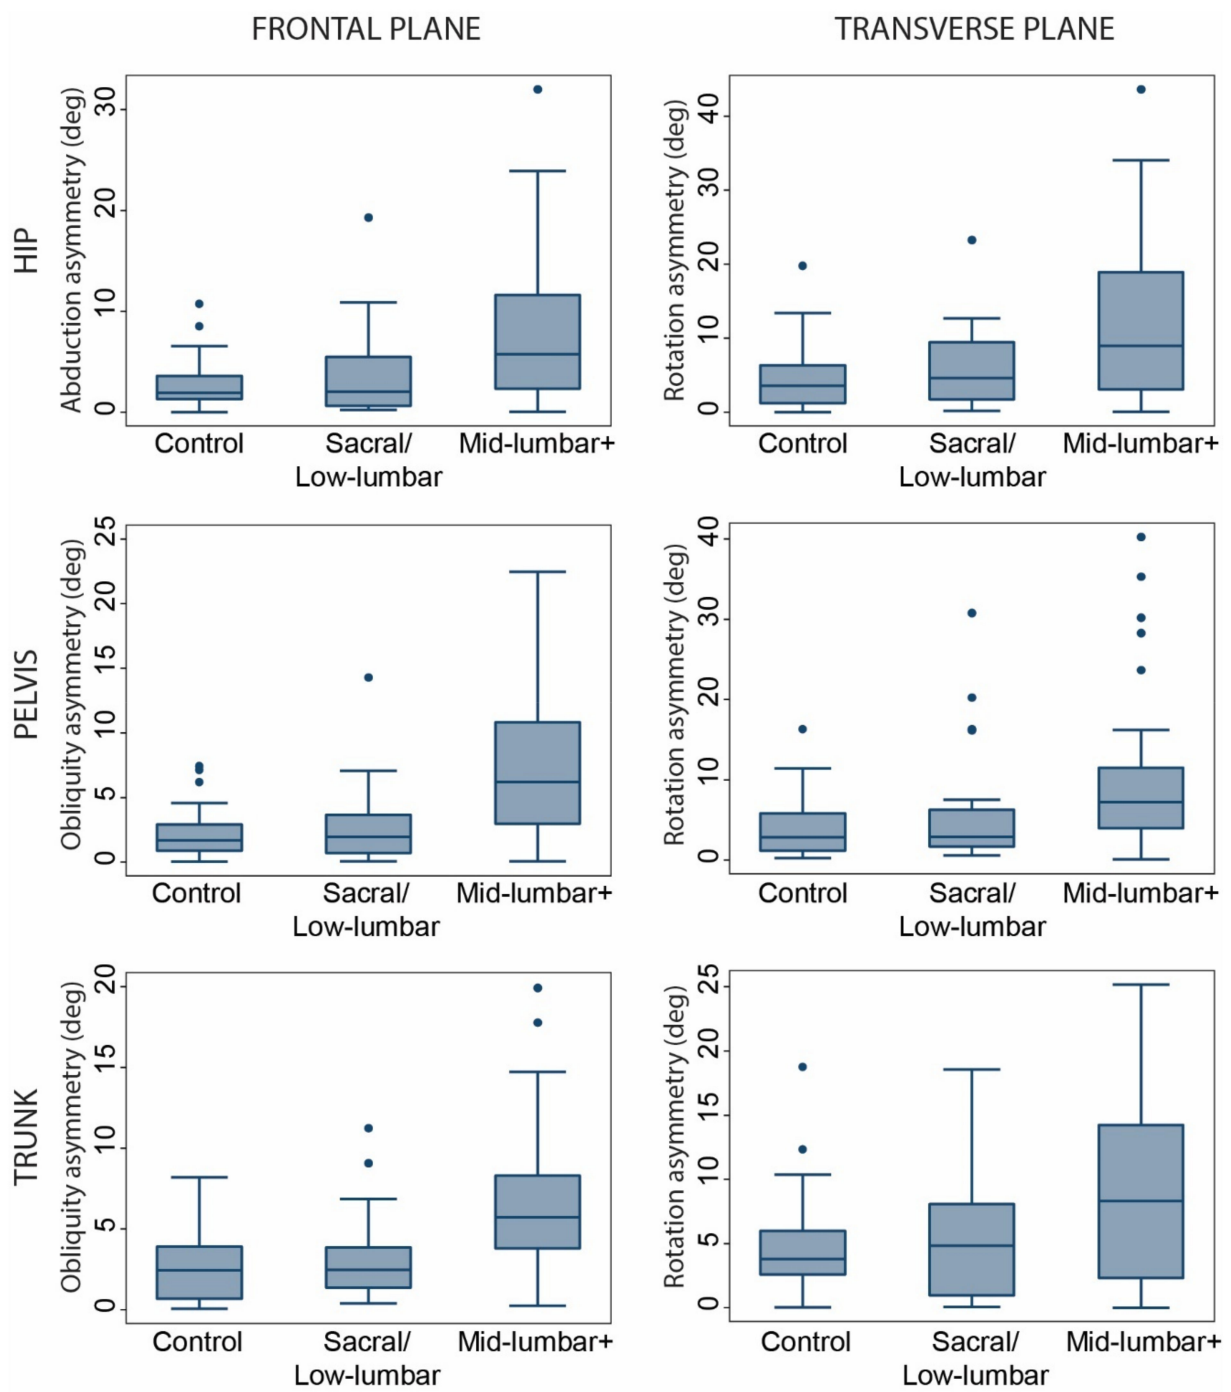 FRONTAL PLANE
TRANSVERSE PLANE
HIP
Abduction asymmetry (deg)
30
20
10
0
Control
Sacral/
Low-lumbar
Mid-lumbar+
Rotation asymmetry (deg)
40
30
20
10
0
Control
Sacral/
Low-lumbar
Mid-lumbar+
PELVIS
Obliquity asymmetry (deg)
25
20
15
10
5
0
Control
Sacral/
Low-lumbar
Mid-lumbar+
Rotation asymmetry (deg)
40
30
20
10
0
Control
Sacral/
Low-lumbar
Mid-lumbar+
TRUNK
Obliquity asymmetry (deg)
20
15
10
5
0
Control
Sacral/
Low-lumbar
Mid-lumbar+
Rotation asymmetry (deg)
25
20
15
10
5
0
Control
Sacral/
Low-lumbar
Mid-lumbar+